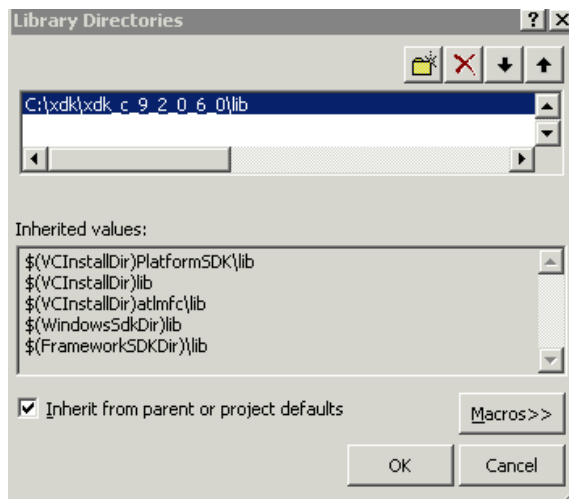 Library Directories
C:\xdk\xdk_c_9_2_0_6_0\lib
Inherited values:
$(VCInstallDir)PlatformSDK\lib
$(VCInstallDir)lib
$(VCInstallDir)atlmfc\lib
$(WindowsSdkDir)lib
$(FrameworkSDKDir)\lib
Inherit from parent or project defaults
Macros>>
OK
Cancel